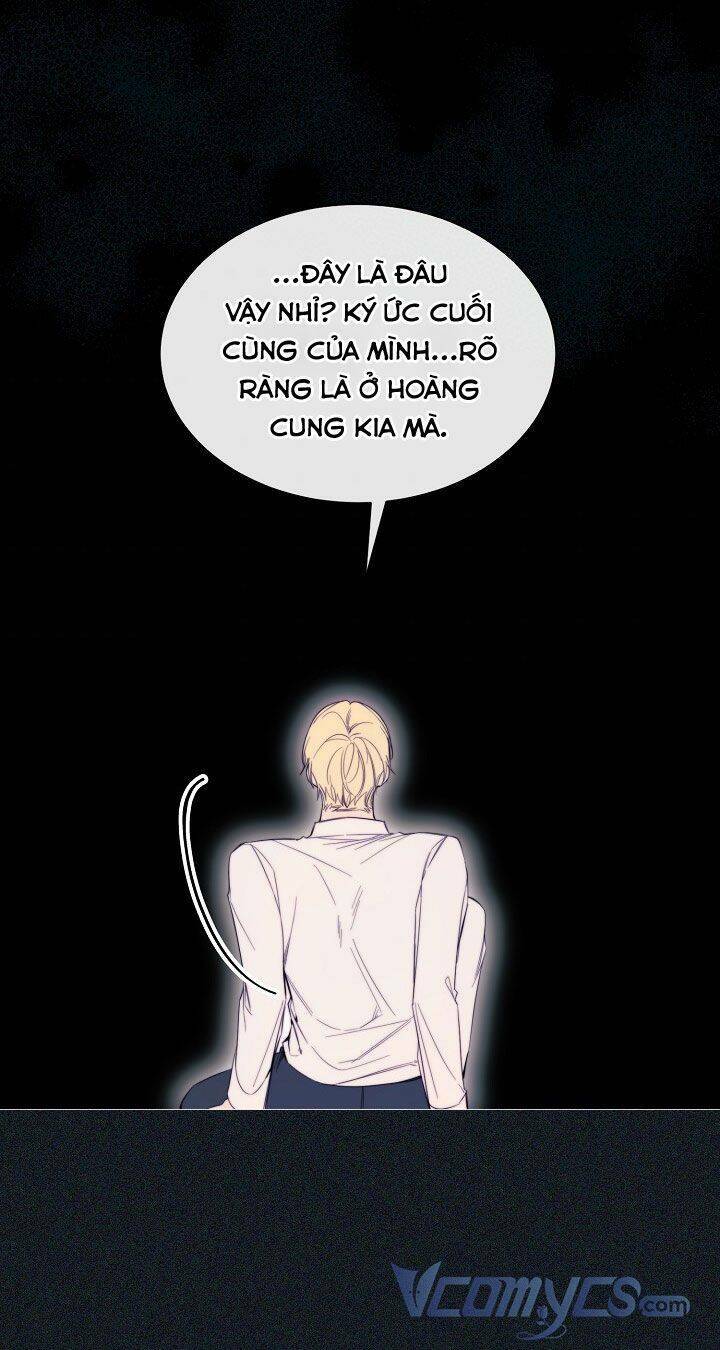 ...ĐÂY LÀ ĐÂU
VẬY NHỈ? KÝ ỨC CUỐI
CÙNG CỦA MÌNH...RÕ
RÀNG LÀ Ở HOÀNG
CUNG KIA MÀ.
VCOMYCS.com